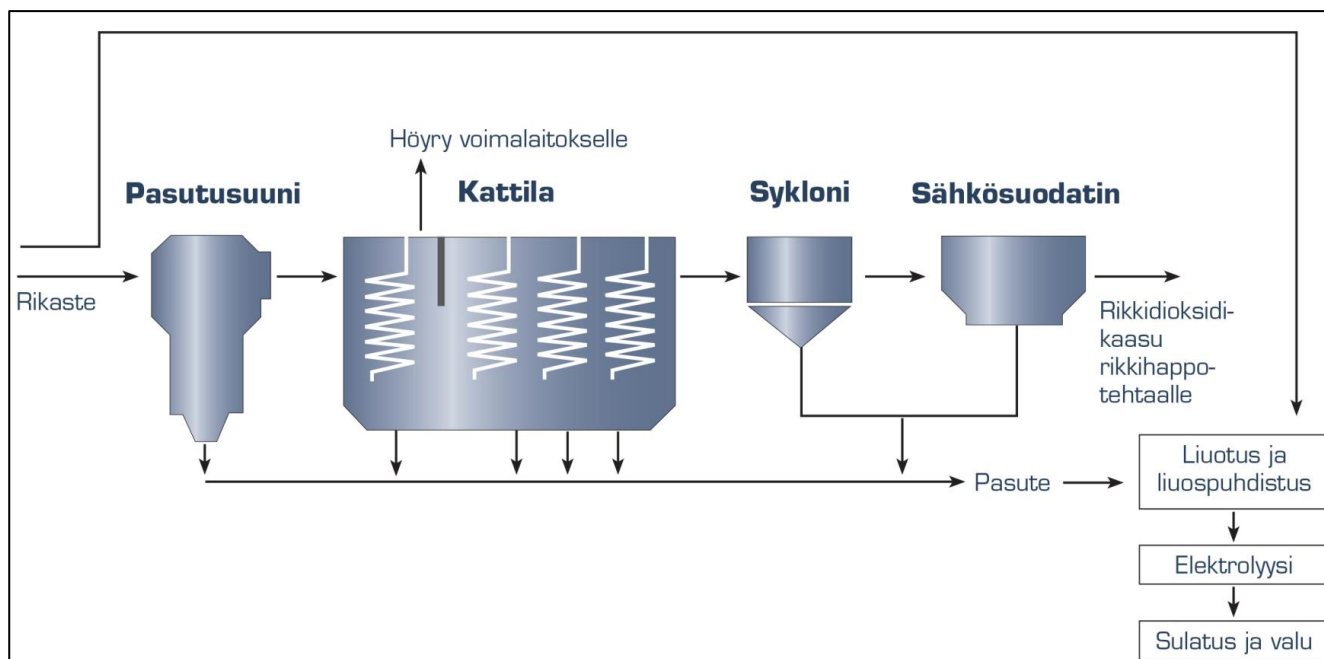 Höyry voimalaitokselle
Pasutusuuni
Kattila
Sykloni
Sähkösuodatin
Rikaste
Rikkidioksidi-
kaasu
rikkihappo-
tehtaalle
Pasute
Liuotus ja
liuospuhdistus
Elektrolyysi
Sulatus ja valu